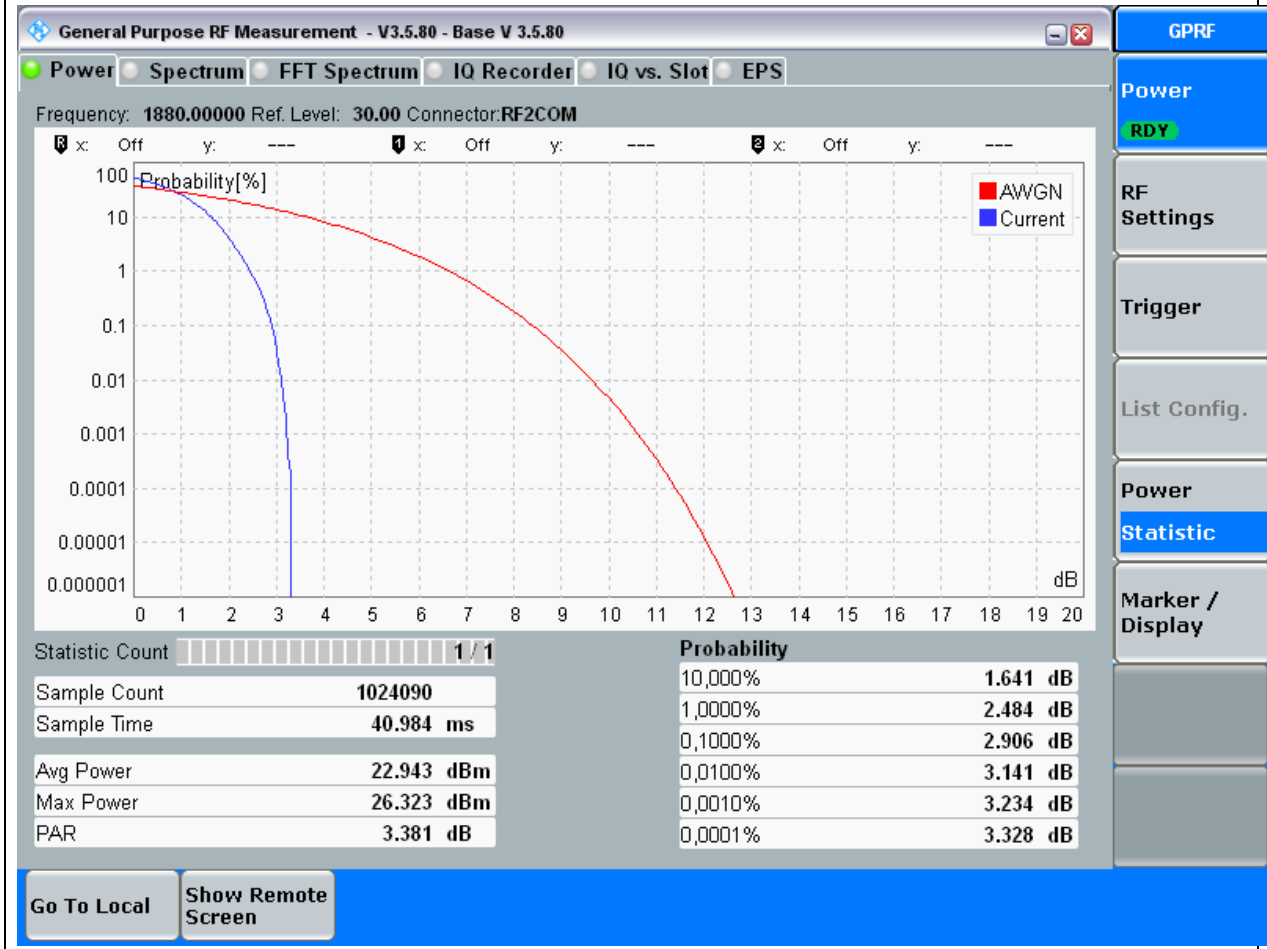 General Purpose RF Measurement - V3.5.80 - Base V 3.5.80
GPRF
Power Spectrum FFT Spectrum IQ Recorder IQ vs. Slot EPS
Frequency: 1880.00000 Ref. Level: 30.00 Connector:RF2COM
R x: Off y: --- 1 x: Off y: --- 2 x: Off y: ---
Probability[%]
AWGN
Current
100
10
1
0.1
0.01
0.001
0.0001
0.00001
0.000001
dB
0 1 2 3 4 5 6 7 8 9 10 11 12 13 14 15 16 17 18 19 20
Statistic Count 1 / 1
Sample Count 1024090
Sample Time 40.984 ms
Avg Power 22.943 dBm
Max Power 26.323 dBm
PAR 3.381 dB
Probability
10,000% 1.641 dB
1,0000% 2.484 dB
0,1000% 2.906 dB
0,0100% 3.141 dB
0,0010% 3.234 dB
0,0001% 3.328 dB
Power
RDY
RF
Settings
Trigger
List Config.
Power
Statistic
Marker /
Display
Go To Local
Show Remote
Screen